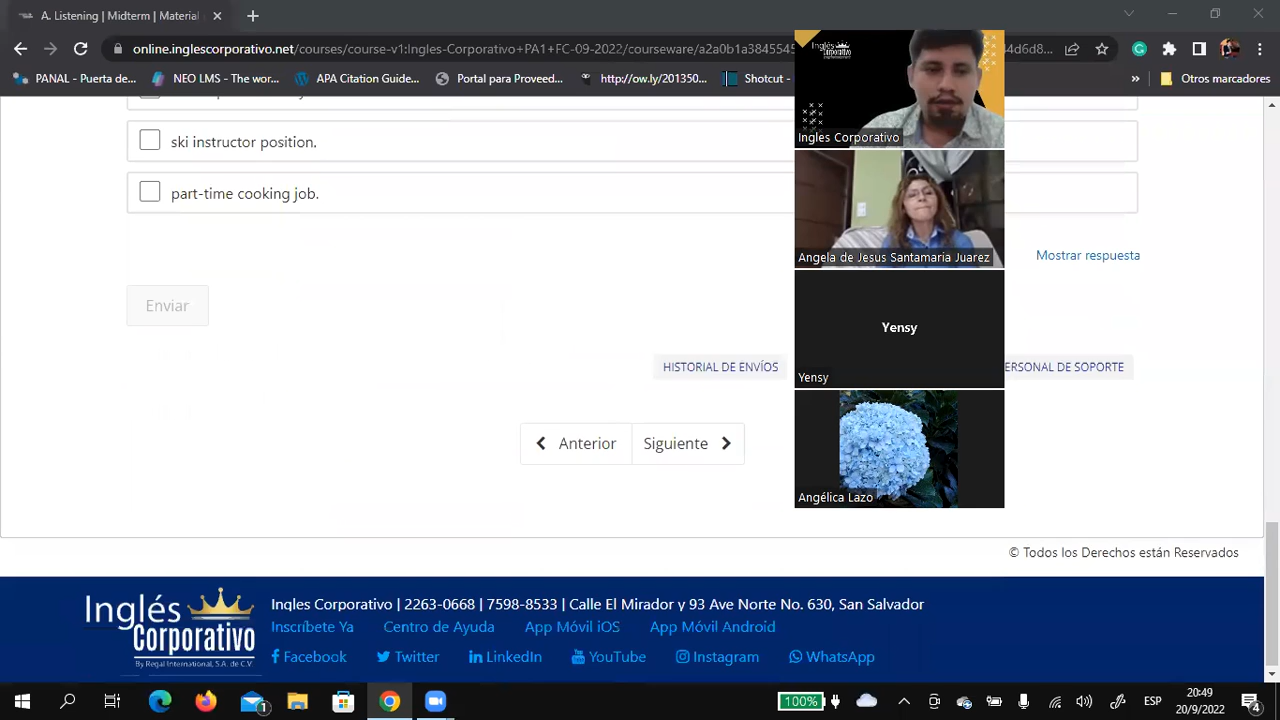 A. Listening | Midterm | Material
online.inglescorporativo.net/courses/course-v1:Ingles-Corporativo+PA1+FC-09-2022/courseware/a2a0b1a3845545
4d6d8...
PANAL - Puerta de...
NEO LMS - The wor...
APA Citation Guide...
Portal para Proveed...
http://ow.ly/201350...
Shotcut -
»
Otros marcadores
ski instructor position.
part-time cooking job.
Mostrar respuesta
Enviar
HISTORIAL DE ENVÍOS
ERSONAL DE SOPORTE
Anterior
Siguiente
Inglés
Corporativo
Ingles Corporativo
Angela de Jesus Santamaria Juarez
Yensy
Yensy
Angélica Lazo
© Todos los Derechos están Reservados
Inglés
Corporativo
By Regal International, S.A. de C.V.
Ingles Corporativo | 2263-0668 | 7598-8533 | Calle El Mirador y 93 Ave Norte No. 630, San Salvador
Inscríbete Ya
Centro de Ayuda
App Móvil iOS
App Móvil Android
Facebook
Twitter
LinkedIn
YouTube
Instagram
WhatsApp
1
100%
ESP
20:49
20/9/2022
4